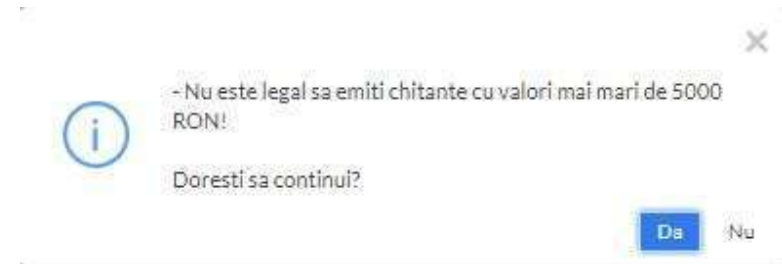 - Nu este legal sa emiti chitante cu valori mai mari de 5000
RON!
Doresti sa continui?
Da Nu